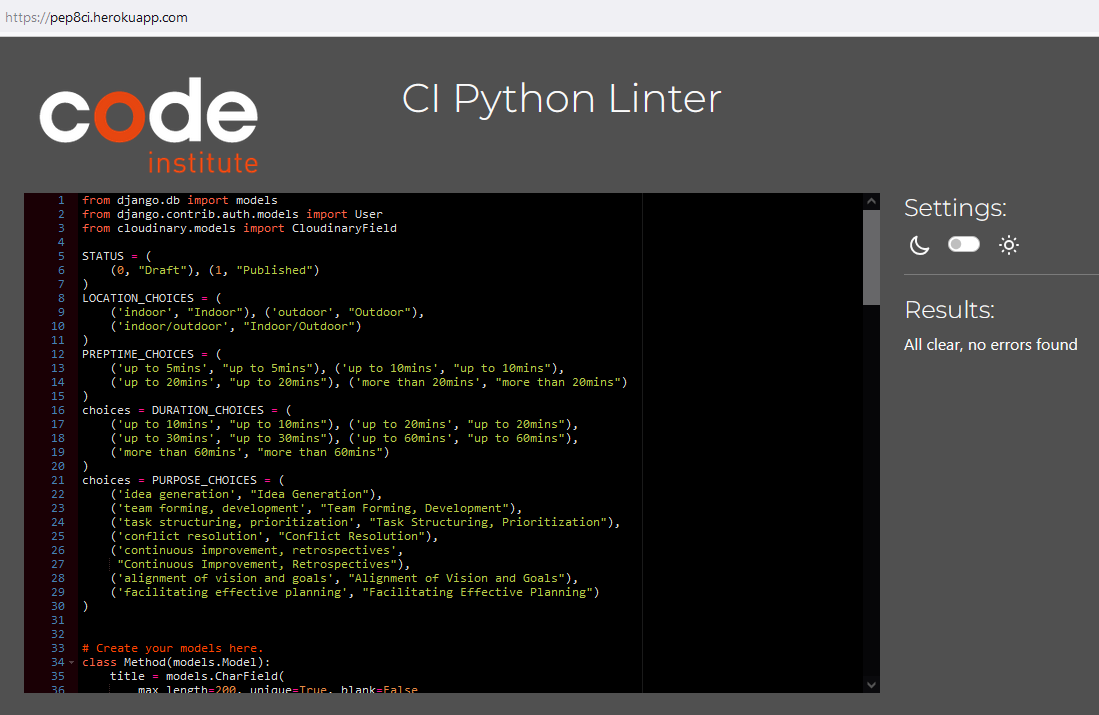 https://pep8ci.herokuapp.com
code
institute
CI Python Linter
1 from django.db import models
2 from django.contrib.auth.models import User
3 from cloudinary.models import CloudinaryField
4
5 STATUS = (
6     (0, "Draft"), (1, "Published")
7 )
8 LOCATION_CHOICES = (
9     ('indoor', "Indoor"), ('outdoor', "Outdoor"),
10     ('indoor/outdoor', "Indoor/Outdoor")
11 )
12 PREPTIME_CHOICES = (
13     ('up to 5mins', "up to 5mins"), ('up to 10mins', "up to 10mins"),
14     ('up to 20mins', "up to 20mins"), ('more than 20mins', "more than 20mins")
15 )
16 choices = DURATION_CHOICES = (
17     ('up to 10mins', "up to 10mins"), ('up to 20mins', "up to 20mins"),
18     ('up to 30mins', "up to 30mins"), ('up to 60mins', "up to 60mins"),
19     ('more than 60mins', "more than 60mins")
20 )
21 choices = PURPOSE_CHOICES = (
22     ('idea generation', "Idea Generation"),
23     ('team forming, development', "Team Forming, Development"),
24     ('task structuring, prioritization', "Task Structuring, Prioritization"),
25     ('conflict resolution', "Conflict Resolution"),
26     ('continuous improvement, retrospectives',
27      "Continuous Improvement, Retrospectives"),
28     ('alignment of vision and goals', "Alignment of Vision and Goals"),
29     ('facilitating effective planning', "Facilitating Effective Planning")
30 )
31
32
33 # Create your models here.
34 class Method(models.Model):
35     title = models.CharField(
36         max_length=200, unique=True, blank=False
Settings:
Results:
All clear, no errors found